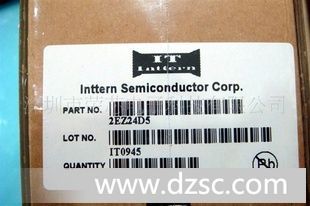 IT
Inttern
Inttern Semiconductor Corp.
PART NO.
2EZ24D5
LOT NO.
IT0945
QUANTITY
Pb
www.dzsc.com